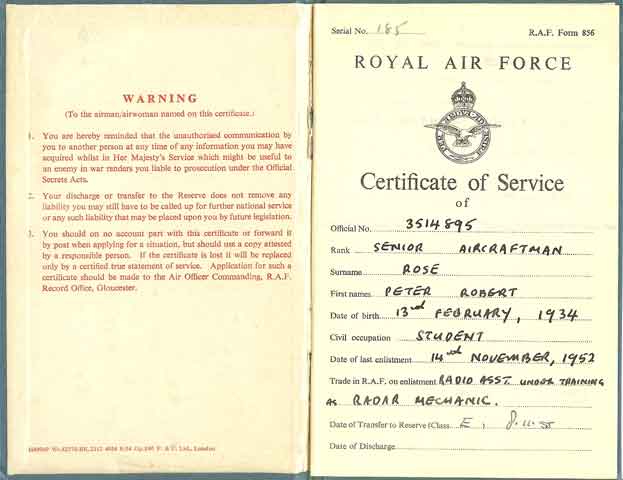 WARNING
(To the airman/airwoman named on this certificate.)
1. You are hereby reminded that the unauthorised communication by
you to another person at any time of any information you may have
acquired whilst in Her Majesty's Service which might be useful to
an enemy in war renders you liable to prosecution under the Official
Secrets Acts.
2. Your discharge or transfer to the Reserve does not remove any
liability you may still have to be called up for further national service
or any such liability that may be placed upon you by future legislation.
3. You should on no account part with this certificate or forward it
by post when applying for a situation, but should use a copy attested
by a responsible person. If the certificate is lost it will be replaced
only by a certified true statement of service. Application for such a
certificate should be made to the Air Officer Commanding, R.A.F.
Record Office, Gloucester.
Ltd., London
Serial No. 185 R.A.F. Form 856
ROYAL AIR FORCE
PER ARDUA AD ASTRA
Certificate of Service
of
Official No. 3514895
Rank SENIOR AIRCRAFTMAN
Surname ROSE
First names PETER ROBERT
Date of birth 13rd FEBRUARY, 1934
Civil occupation STUDENT
Date of last enlistment 14th NOVEMBER, 1952
Trade in R.A.F. on enlistment RADIO ASST. UNDER TRAINING
AS RADAR MECHANIC.
Date of Transfer to Reserve (Class E. 8.11.55
Date of Discharge